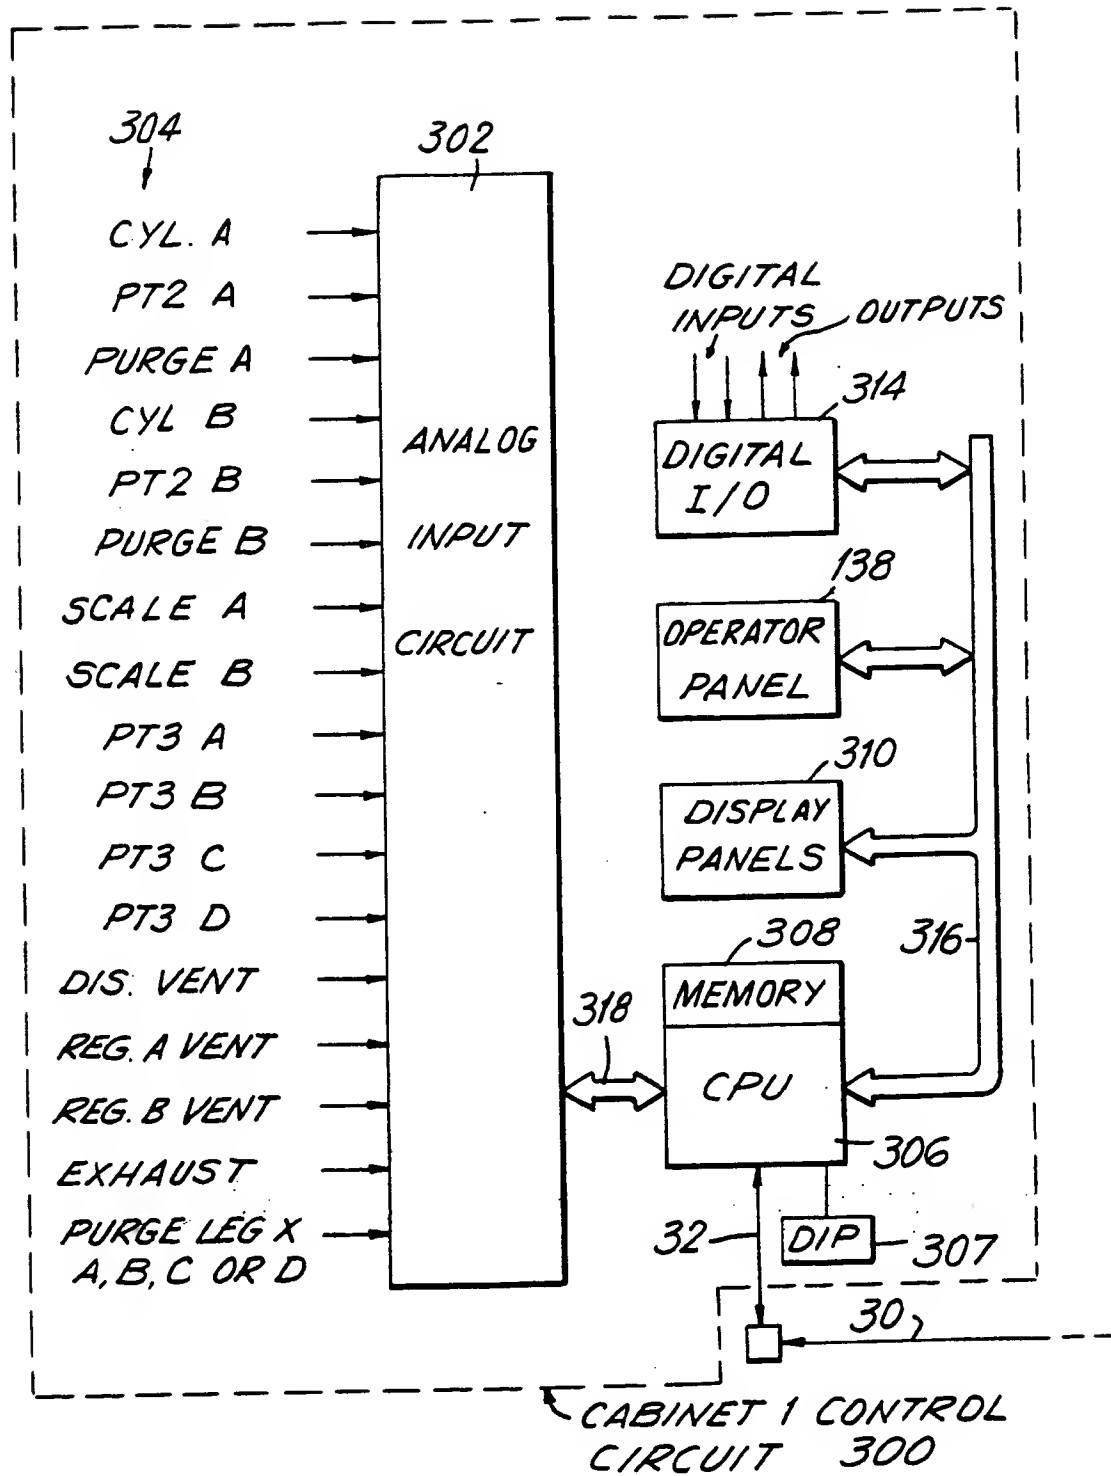 304
302
CYL. A
PT2 A
PURGE A
CYL B
PT2 B
PURGE B
SCALE A
SCALE B
PT3 A
PT3 B
PT3 C
PT3 D
DIS. VENT
REG. A VENT
REG. B VENT
EXHAUST
PURGE LEG X
A, B, C OR D
ANALOG
INPUT
CIRCUIT
DIGITAL
INPUTS
OUTPUTS
314
DIGITAL
I/O
138
OPERATOR
PANEL
310
DISPLAY
PANELS
316
308
MEMORY
318
CPU
306
32
DIP
307
30
CABINET 1 CONTROL
CIRCUIT 300